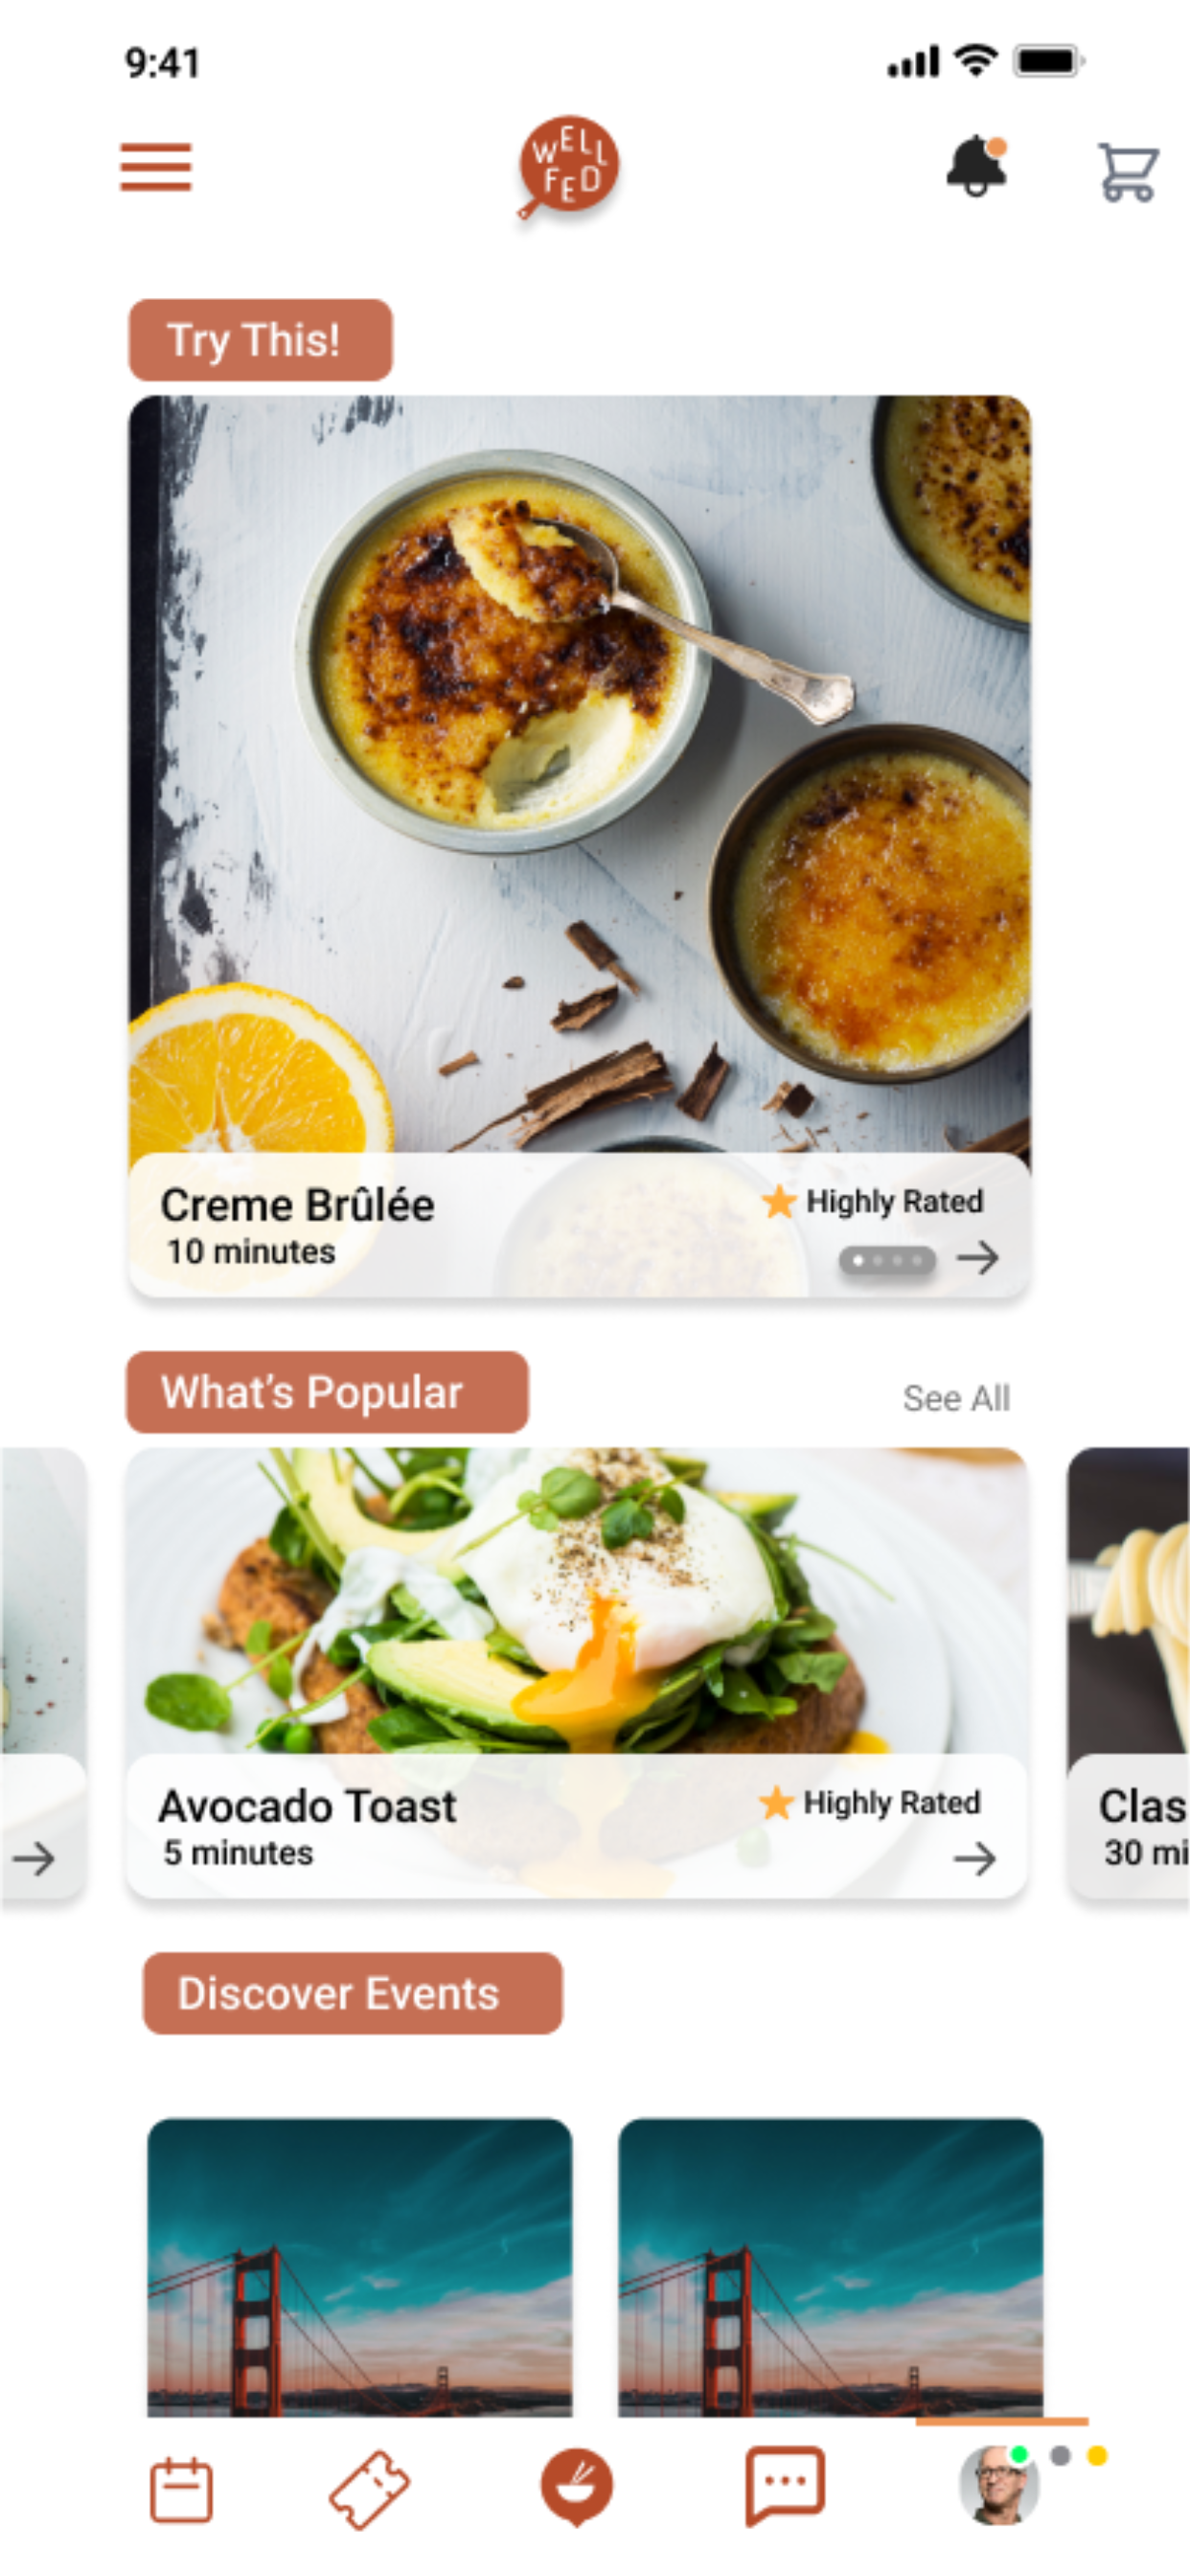 9:41
WELL
FED
Try This!
Creme Brûlée
Highly Rated
10 minutes
What's Popular
See All
Avocado Toast
Highly Rated
5 minutes
Clas
30 mi
Discover Events